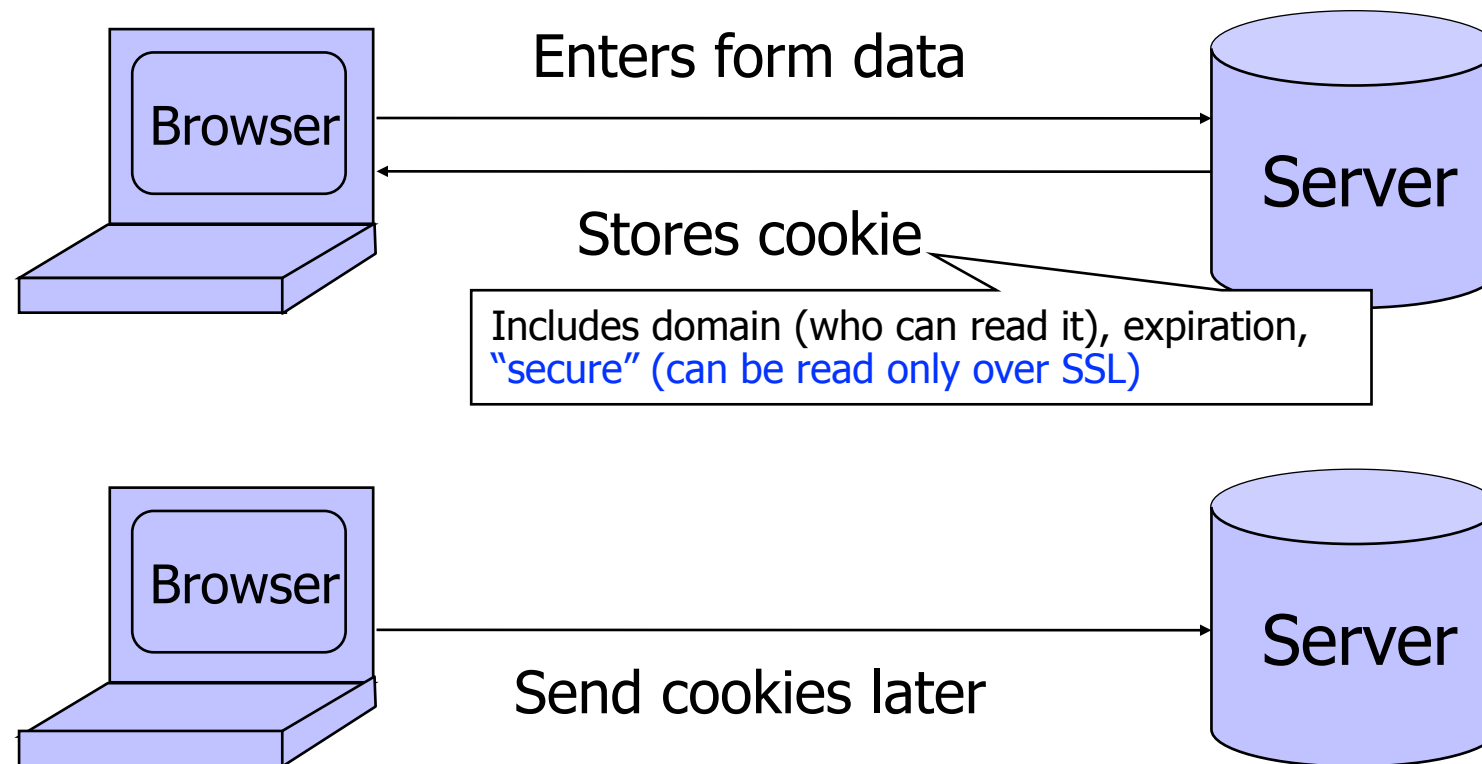 Enters form data
Browser
Server
Stores cookie
Includes domain (who can read it), expiration,
“secure” (can be read only over SSL)
Browser
Server
Send cookies later